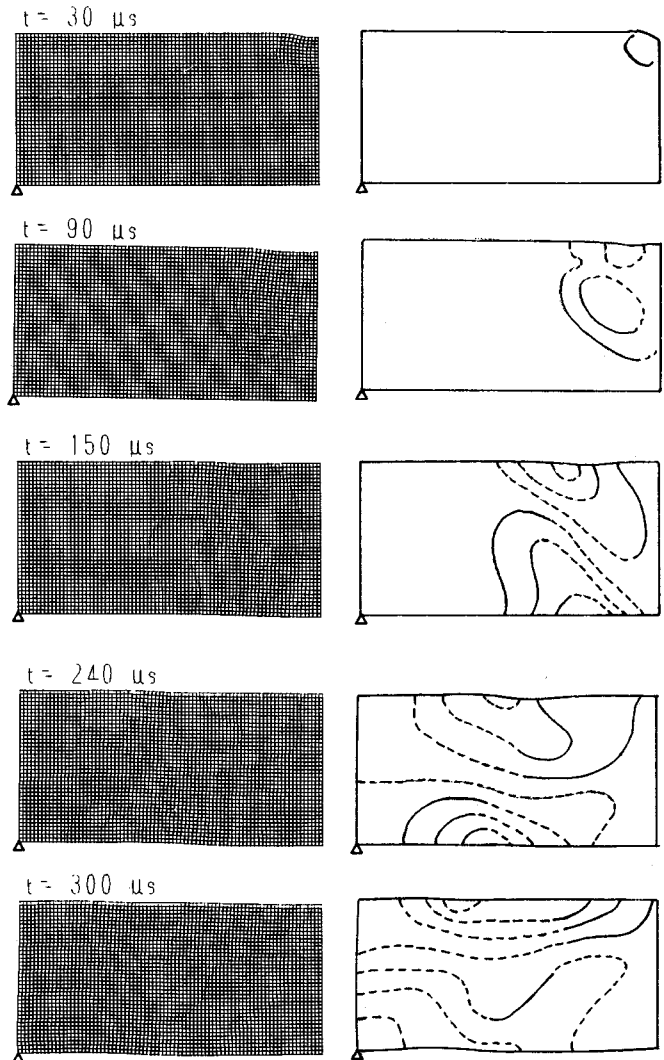 t = 30 μs
t = 90 μs
t = 150 μs
t = 240 μs
t = 300 μs